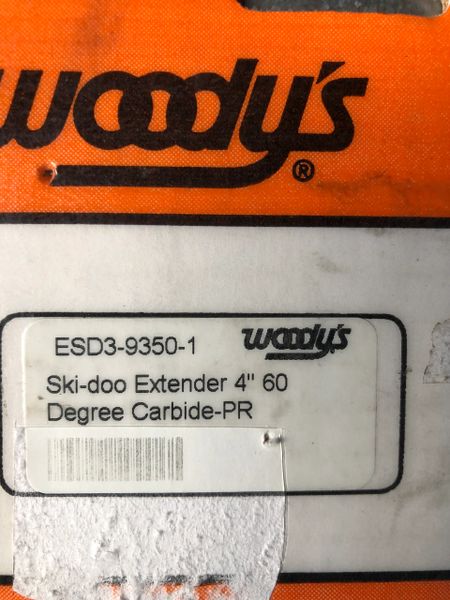 woody's®
ESD3-9350-1 woody's
Ski-doo Extender 4" 60
Degree Carbide-PR